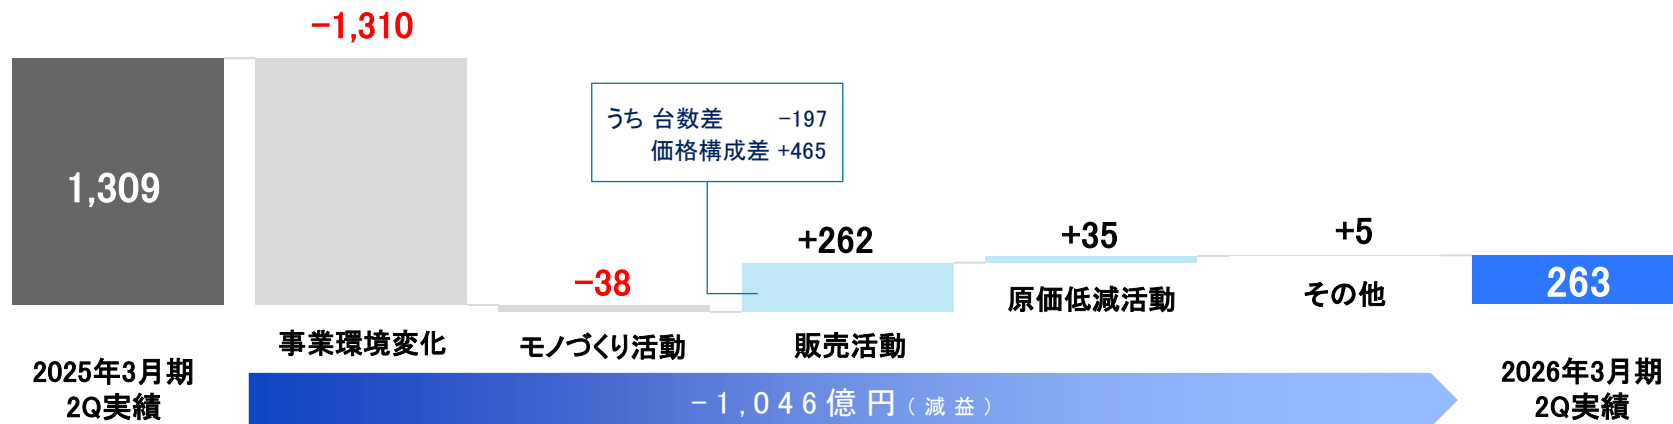 −1,310
1,309
うち 台数差 −197
価格構成差 +465
−38
+262
+35
+5
263
事業環境変化
モノづくり活動
販売活動
原価低減活動
その他
2025年3月期
2Q実績
−1,046億円(減益)
2026年3月期
2Q実績